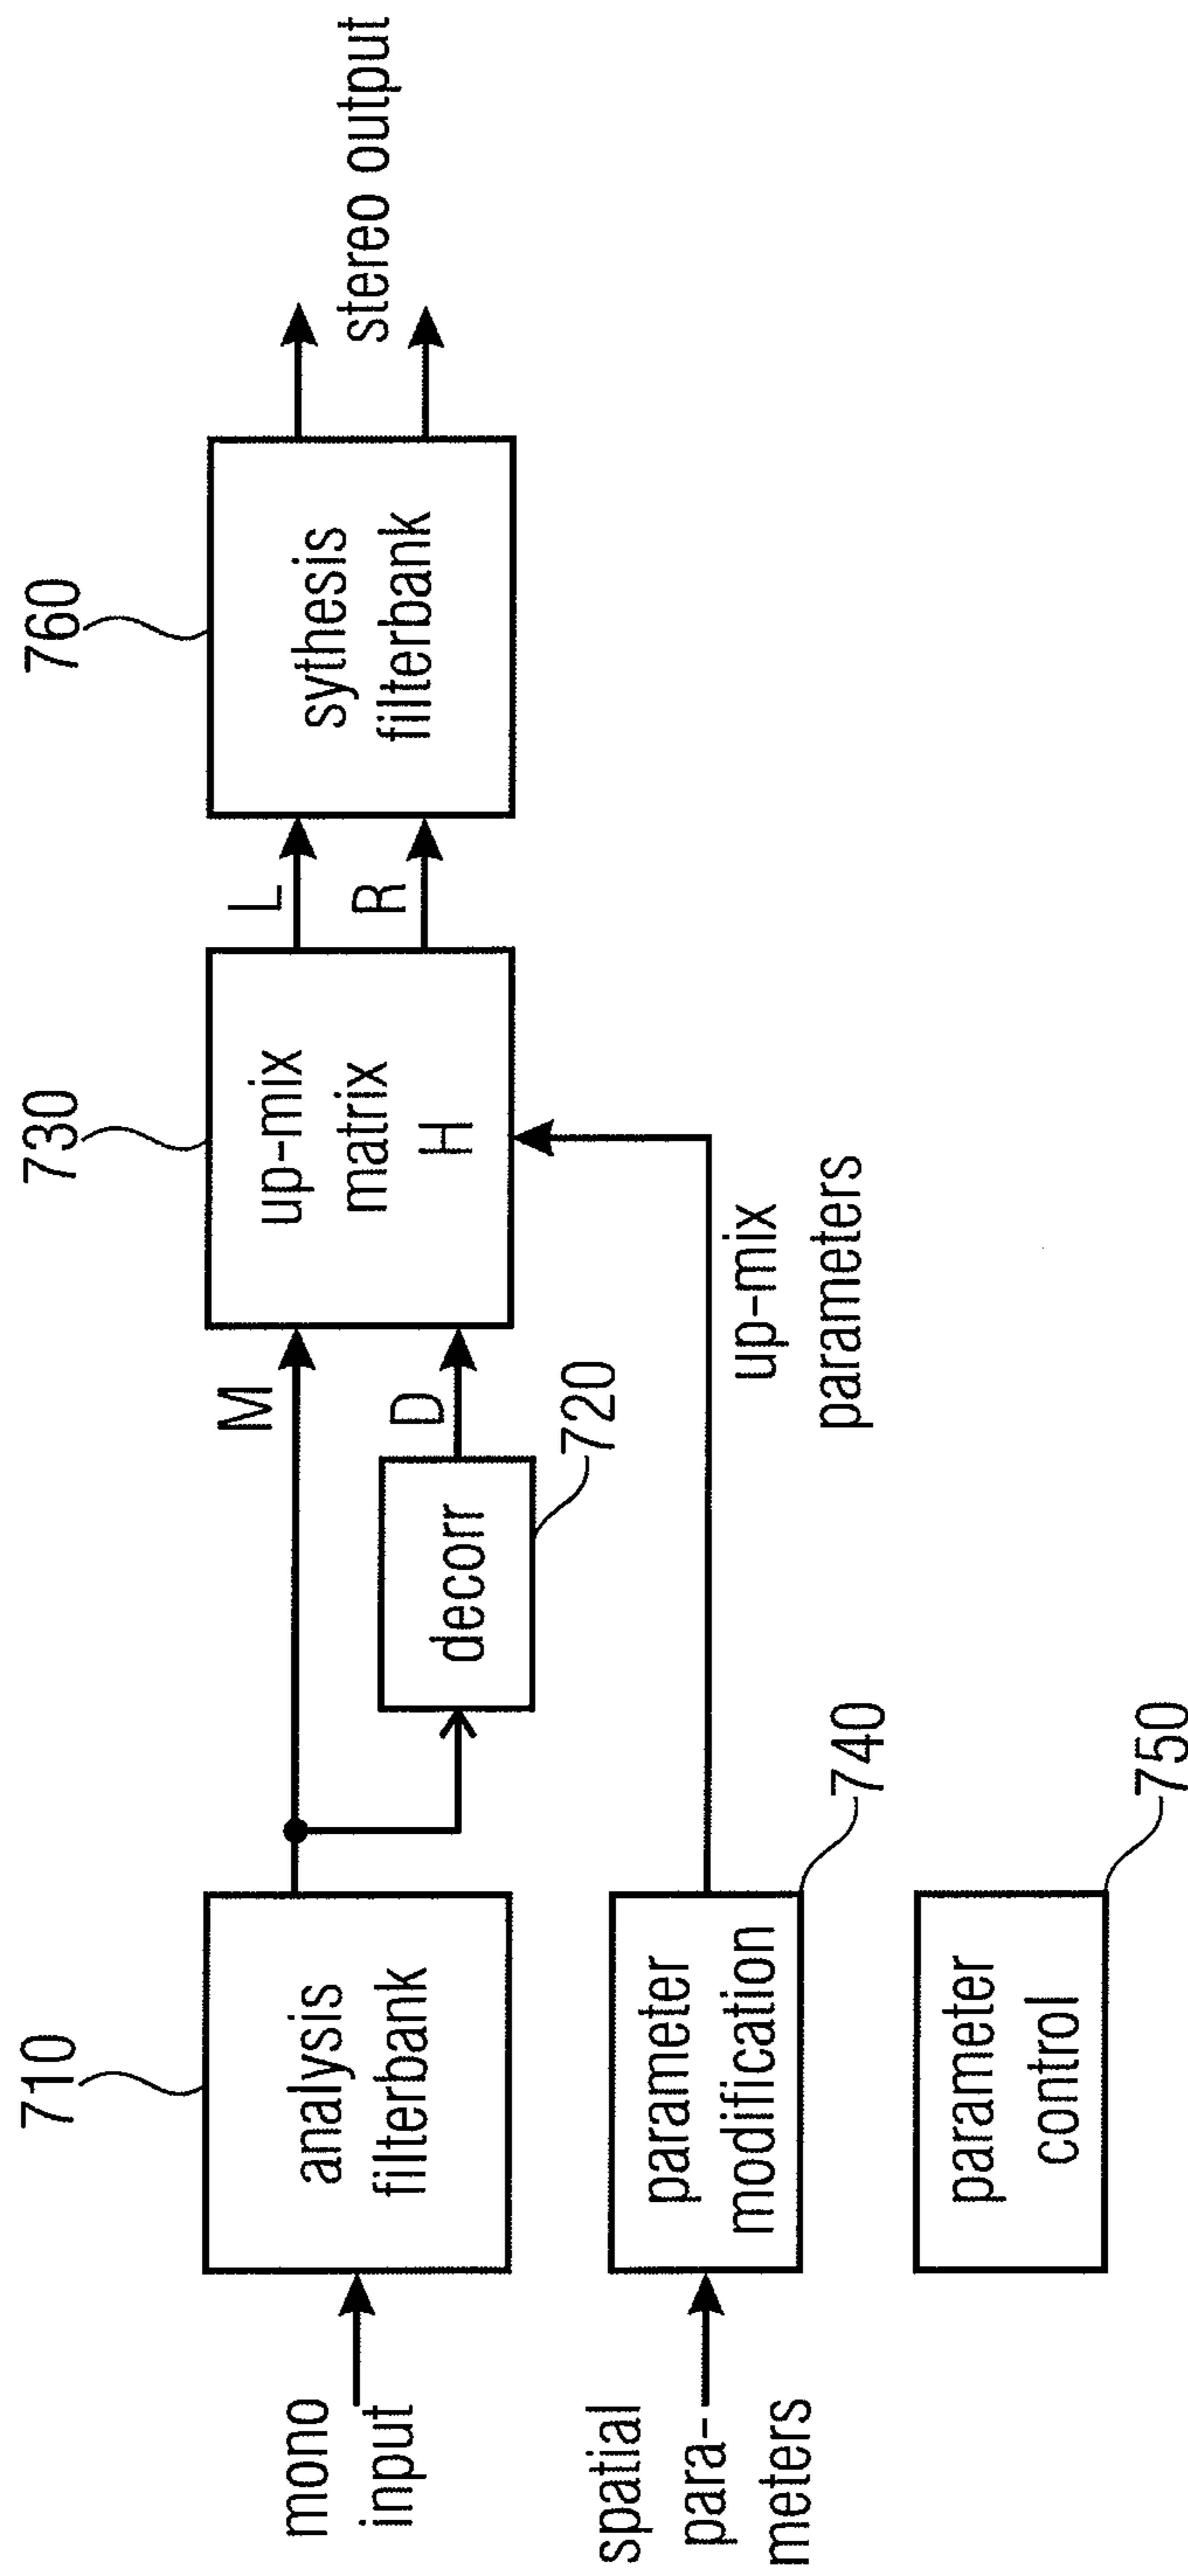 710
730
760
mono
input
analysis
filterbank
M
D
decorr
720
up-mix
matrix
H
L
R
sythesis
filterbank
stereo output
spatial
para-
meters
parameter
modification
740
up-mix
parameters
parameter
control
750